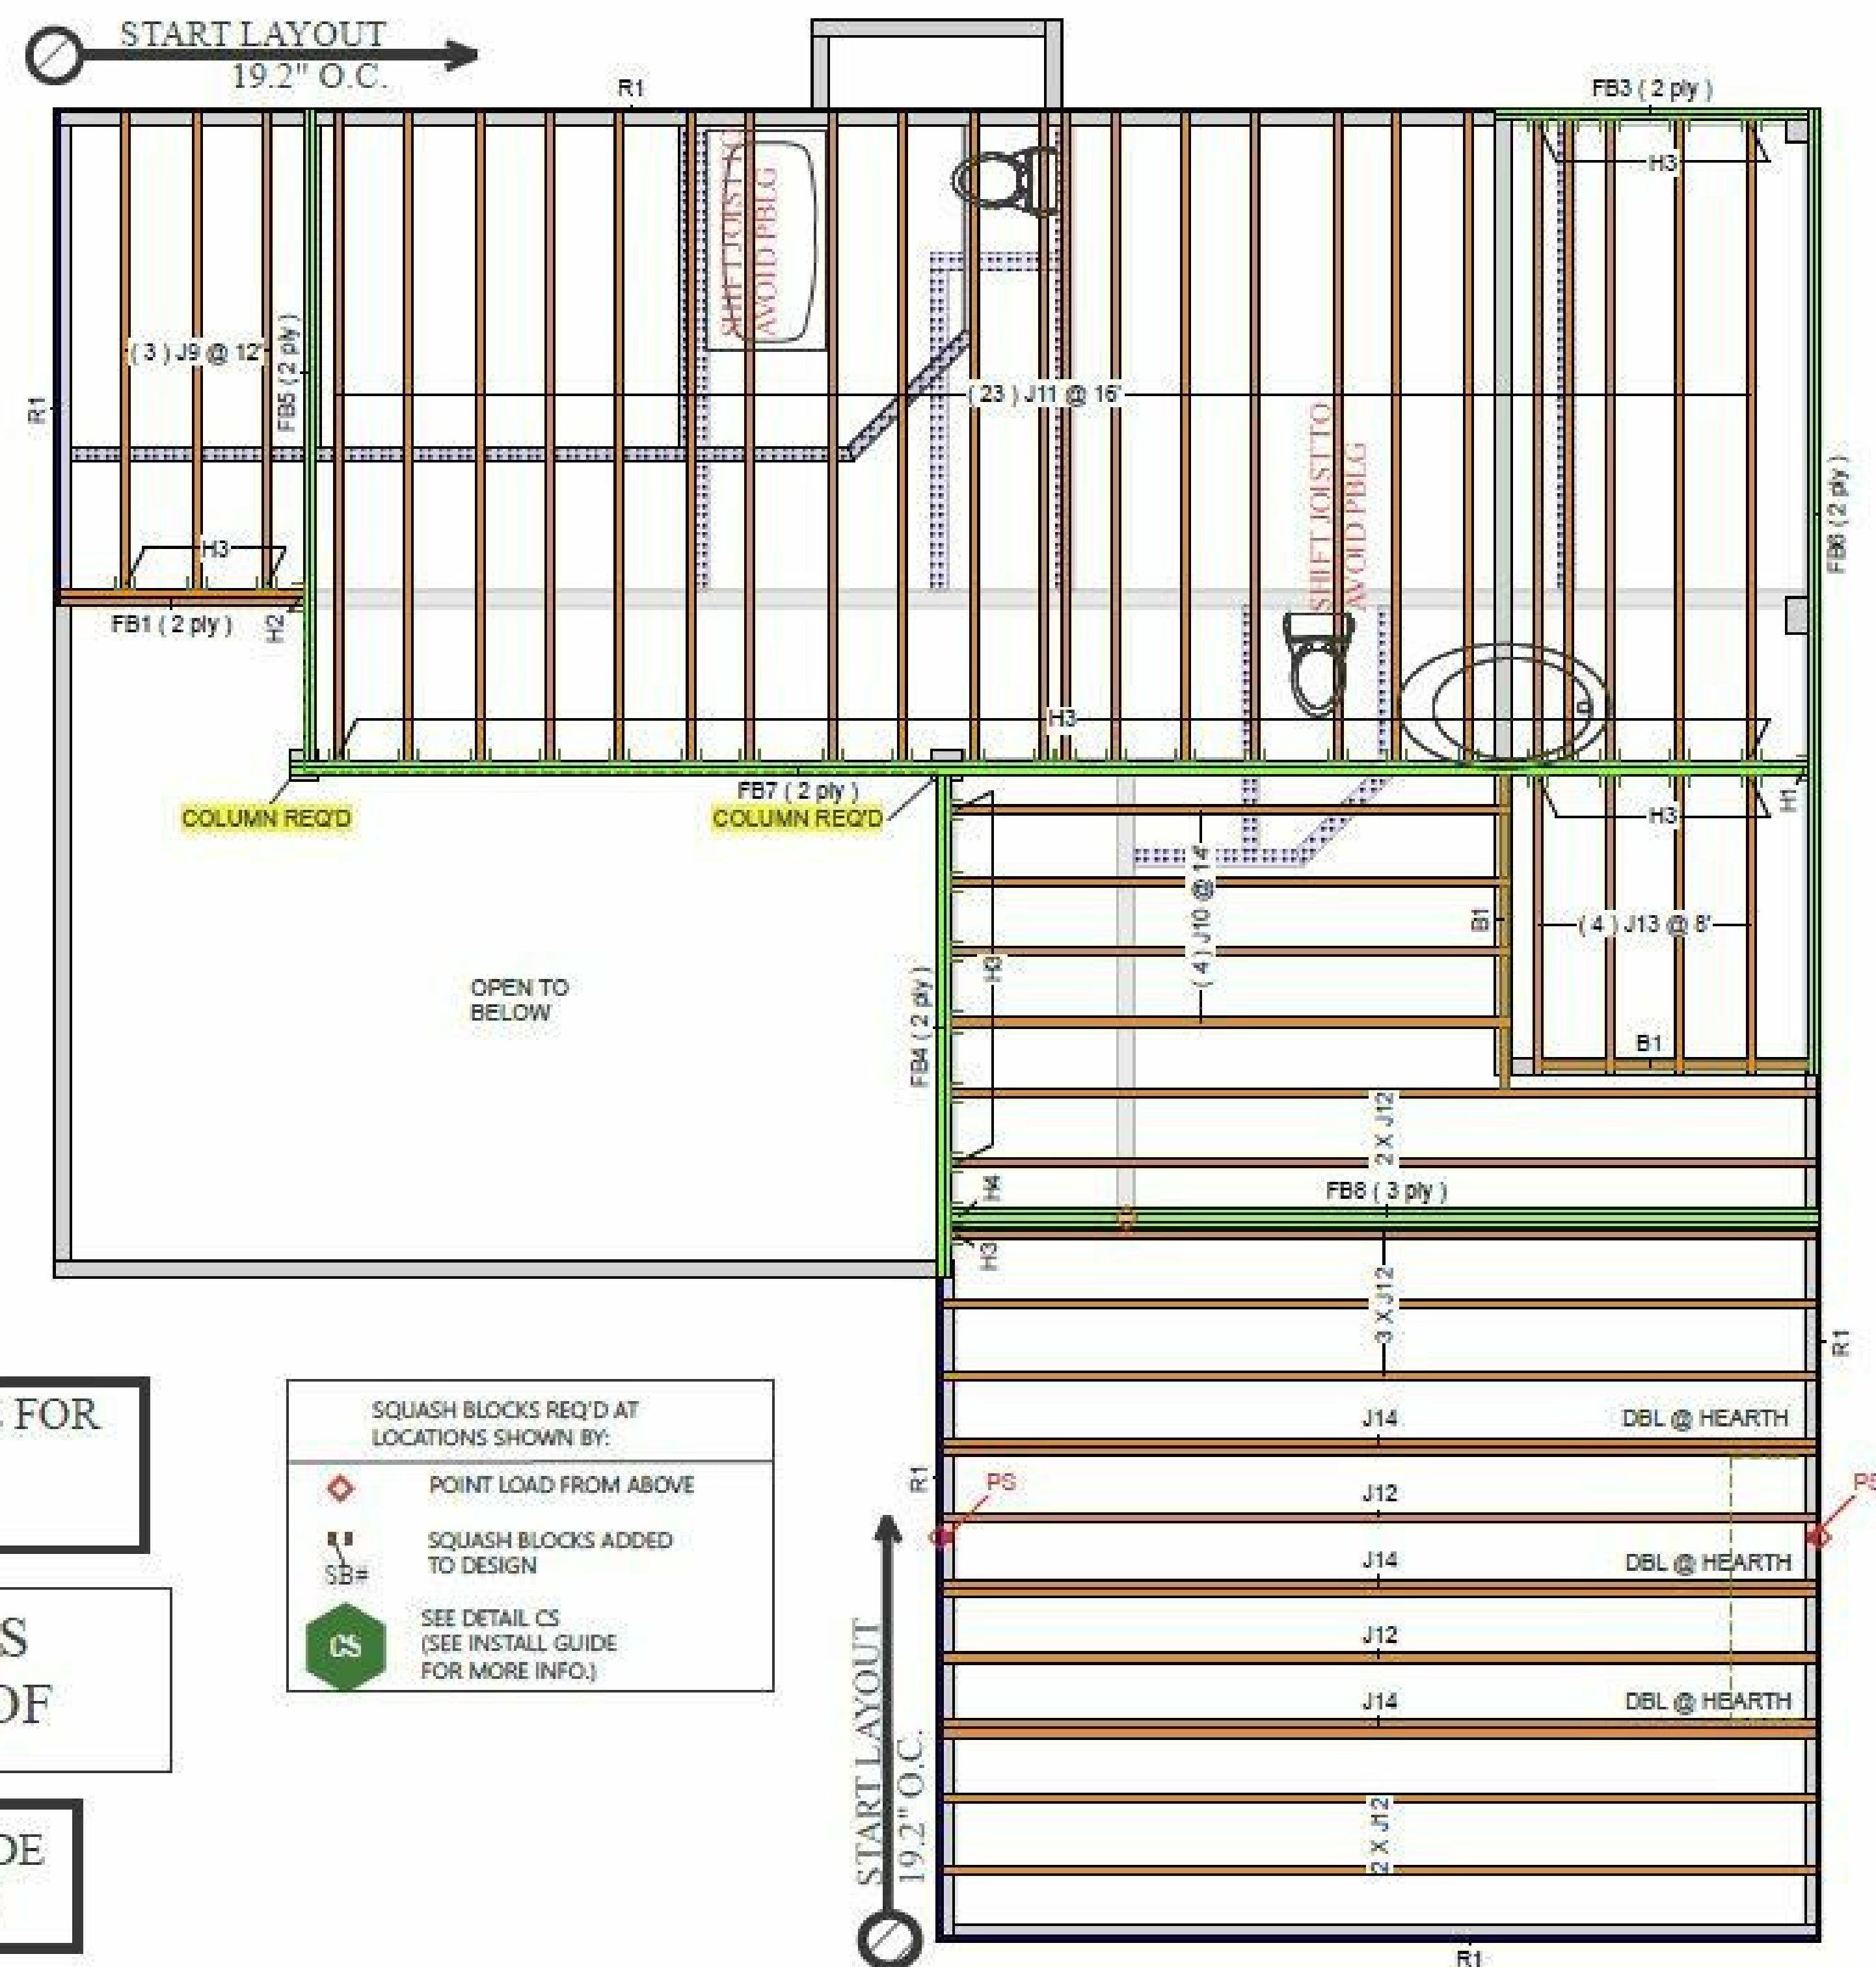 START LAYOUT
19.2" O.C.
R1
FB3 ( 2 ply )
H3
SHIFT JOIST TO
AVOID PBLG
( 3 ) J9 @ 12'
FB5 ( 2 ply )
R1
( 23 ) J11 @ 16'
SHIFT JOIST TO
AVOID PBLG
FB6 ( 2 ply )
H3
FB1 ( 2 ply )
H2
H3
COLUMN REQ'D
FB7 ( 2 ply )
COLUMN REQ'D
H3
H1
( 4 ) J10 @ 14'
B1
( 4 ) J13 @ 8'
H3
OPEN TO
BELOW
FB4 ( 2 ply )
B1
2 X J12
H4
FB8 ( 3 ply )
H3
3 X J12
R1
FOR
J14
DBL @ HEARTH
SQUASH BLOCKS REQ'D AT
LOCATIONS SHOWN BY:
POINT LOAD FROM ABOVE
SQUASH BLOCKS ADDED
TO DESIGN
SB#
CS
SEE DETAIL CS
(SEE INSTALL GUIDE
FOR MORE INFO.)
R1
PS
J12
PS
J14
DBL @ HEARTH
S
OF
J12
J14
DBL @ HEARTH
START LAYOUT
19.2" O.C.
DE
2 X J12
R1